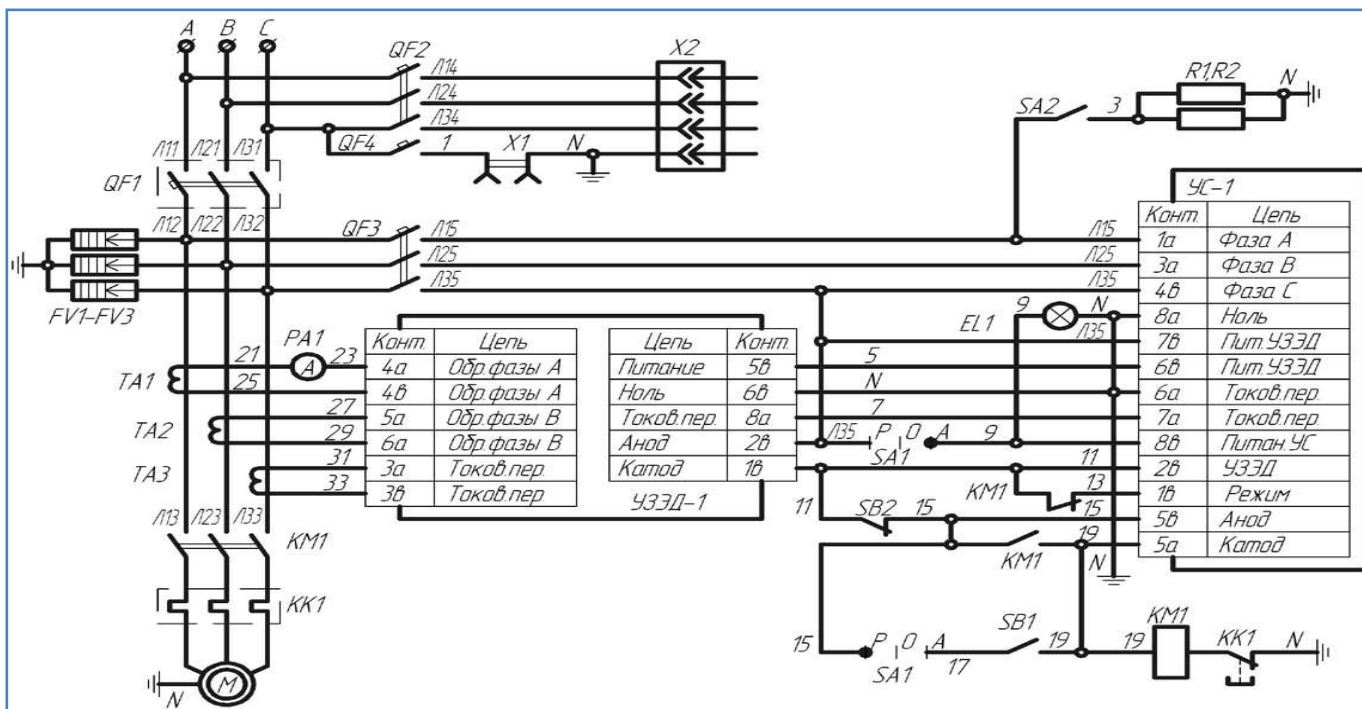 A B C
QF2
X2
Л14
R1,R2
N
Л24
SA2
3
Л34
Л11 Л21 Л31
QF4
1
X1
N
QF1
УС-1
Л12 Л22 Л32
QF3
Л15
Л15
Л25
Л25
Л35
Л35
FV1-FV3
Конт. Цепь
1а Фаза А
3а Фаза В
4в Фаза С
8а Ноль
7в Пит.УЗЭД
6в Пит.УЗЭД
6а Токов.пер.
7а Токов.пер.
8в Питан.УС
2в УЗЭД
1в Режим
5в Анод
5а Катод
EL1
9
N
Л35
21
PA1
A
23
TA1
25
27
TA2
29
31
TA3
33
Конт. Цепь
4а Обр.фазы А
4в Обр.фазы А
5а Обр.фазы В
6а Обр.фазы В
3а Токов.пер.
3в Токов.пер.
Цепь Конт.
Питание 5в
Ноль 6в
Токов.пер. 8а
Анод 2в
Катод 1в
УЗЭД-1
5
N
7
Л35
Р О А
SA1
9
11
KM1
13
11
SB2
15
15
19
KM1
N
Л13 Л23 Л33
KM1
KK1
M
N
15
Р О А
SA1
17
SB1
19
19
KM1
KK1
N